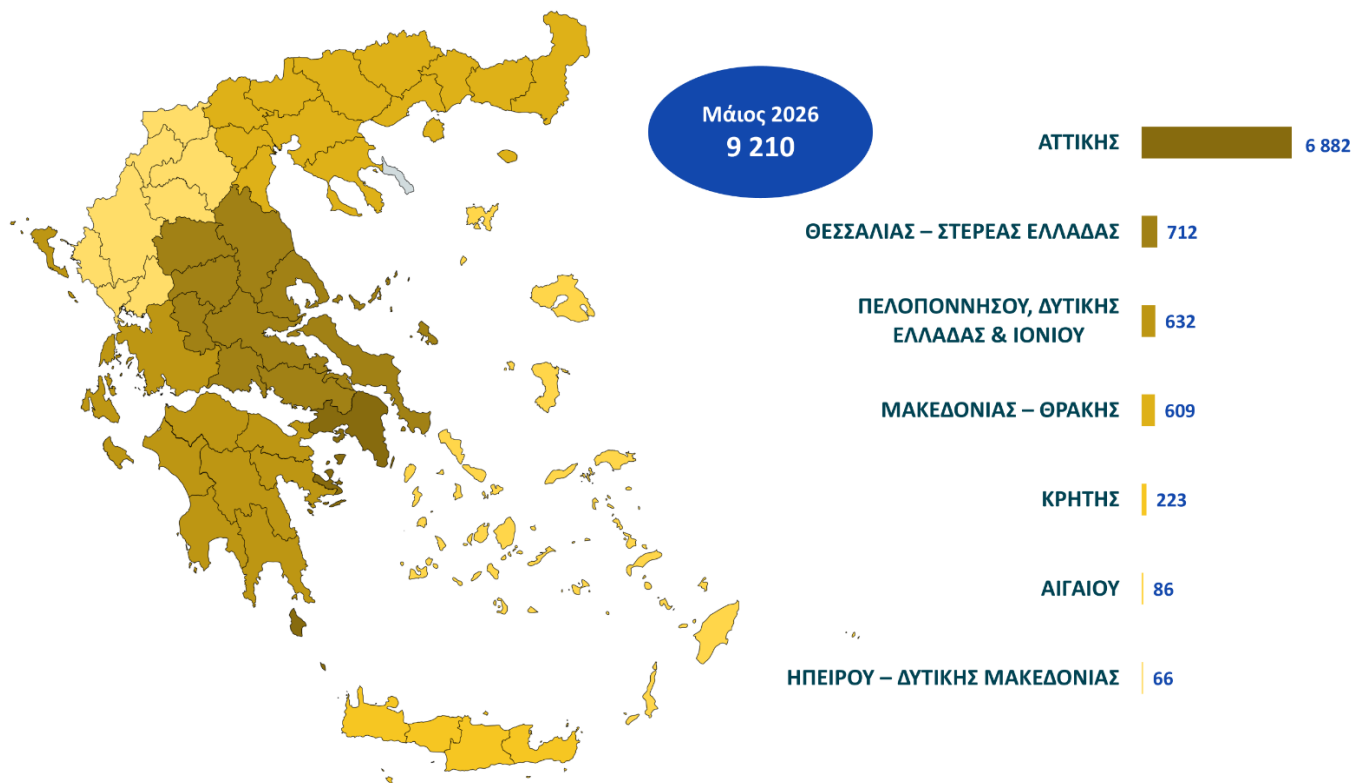 Μάιος 2026
9 210
ΑΤΤΙΚΗΣ
6 882
ΘΕΣΣΑΛΙΑΣ – ΣΤΕΡΕΑΣ ΕΛΛΑΔΑΣ
712
ΠΕΛΟΠΟΝΝΗΣΟΥ, ΔΥΤΙΚΗΣ
ΕΛΛΑΔΑΣ & ΙΟΝΙΟΥ
632
ΜΑΚΕΔΟΝΙΑΣ – ΘΡΑΚΗΣ
609
ΚΡΗΤΗΣ
223
ΑΙΓΑΙΟΥ
86
ΗΠΕΙΡΟΥ – ΔΥΤΙΚΗΣ ΜΑΚΕΔΟΝΙΑΣ
66